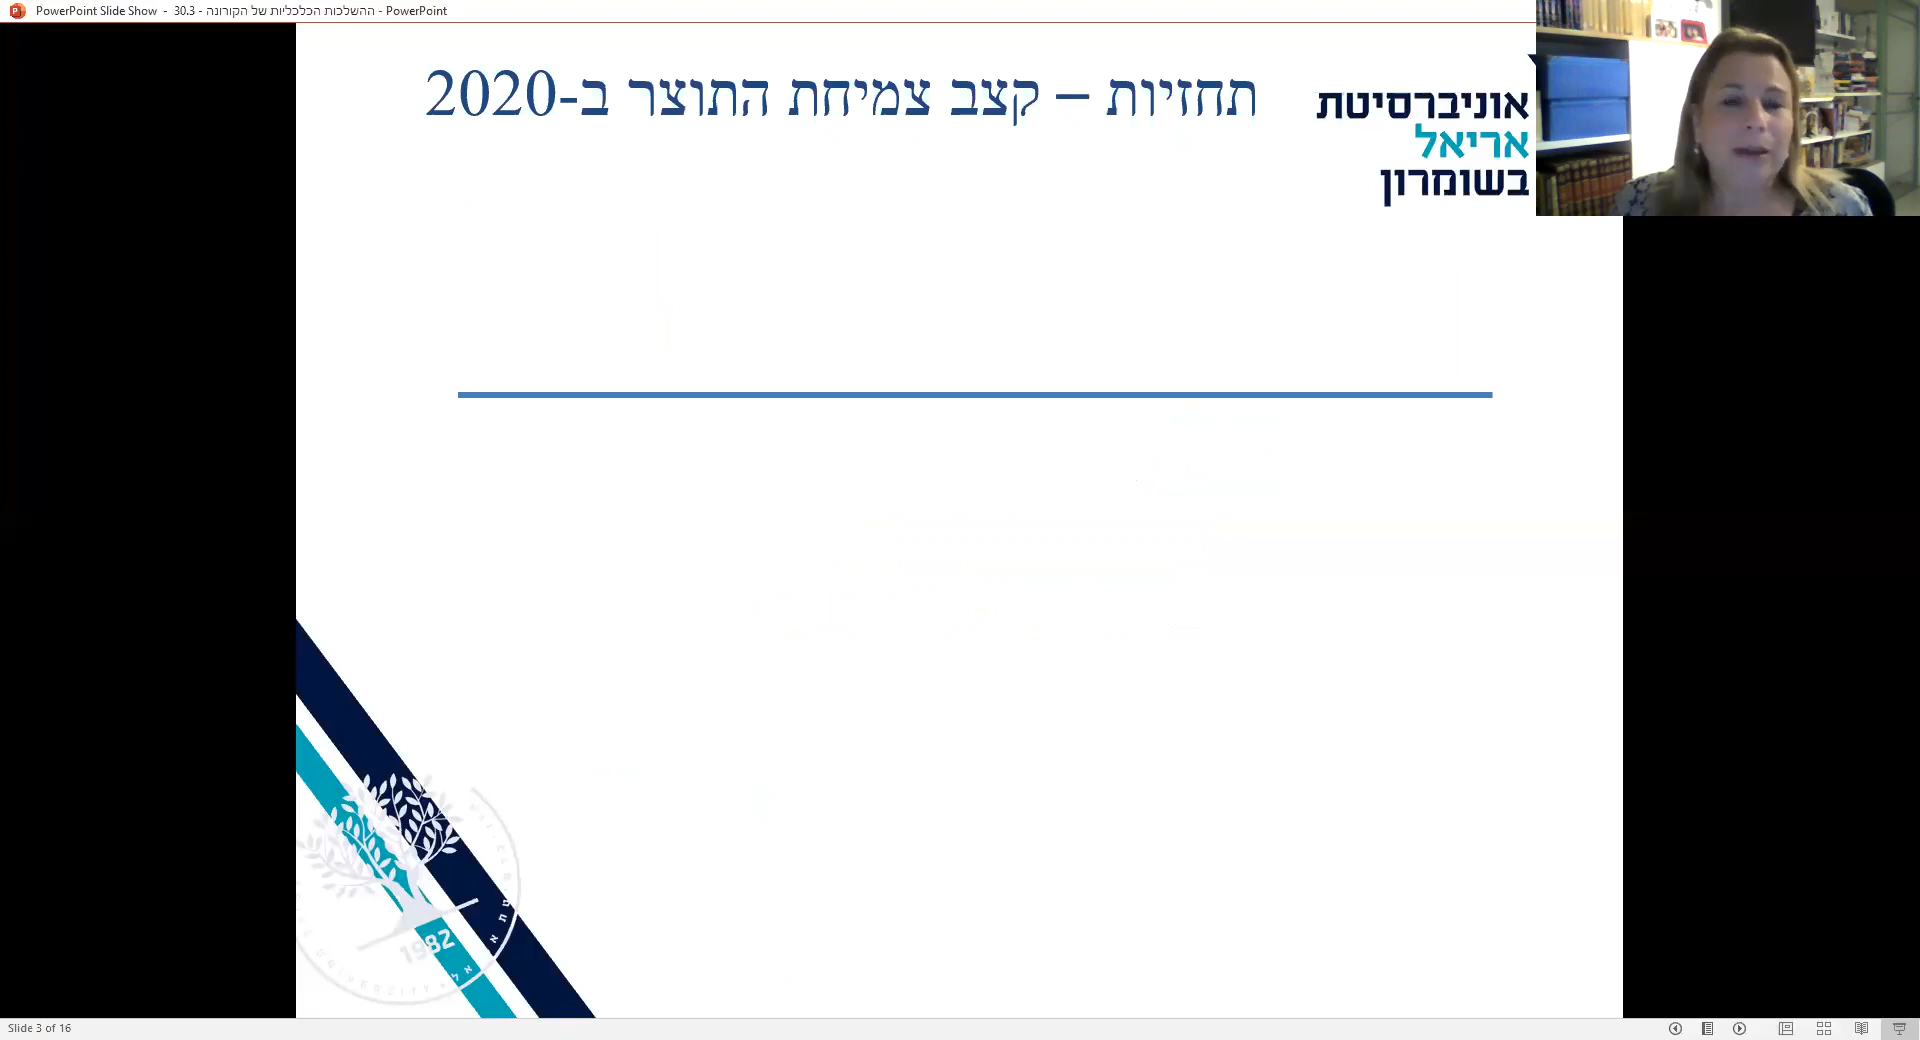 PowerPoint Slide Show - 30.3 - ההשלכות הכלכליות של הקורונה - PowerPoint
תחזיות – קצב צמיחת התוצר ב-2020
אוניברסיטת
אריאל
בשומרון
1982
Slide 3 of 16